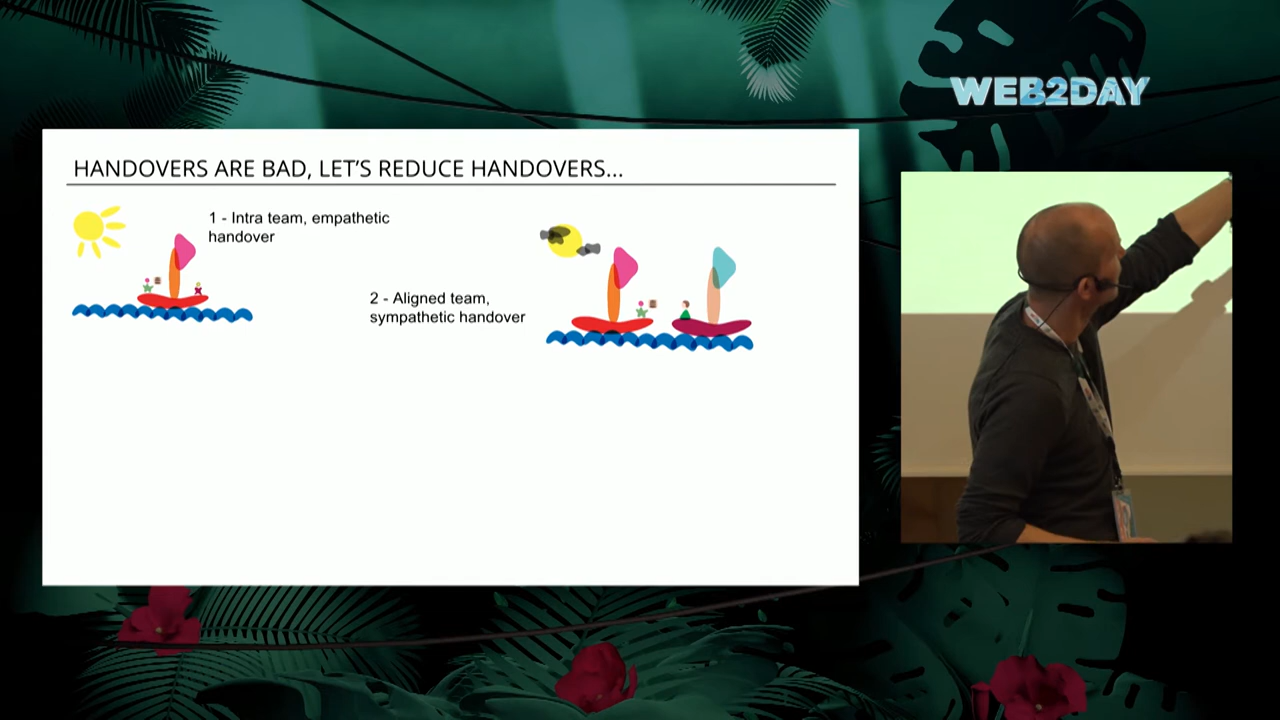 WEB2DAY
HANDOVERS ARE BAD, LET'S REDUCE HANDOVERS...
1 - Intra team, empathetic
handover
2 - Aligned team,
sympathetic handover